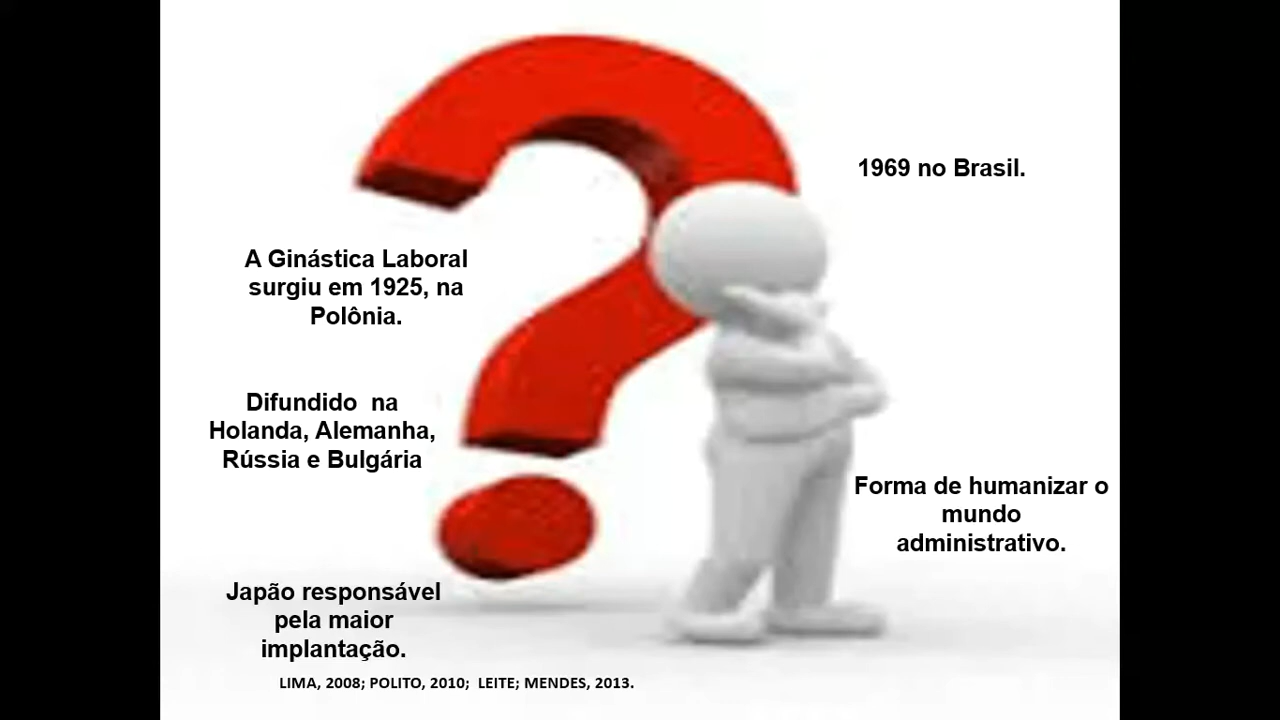 A Ginástica Laboral
surgiu em 1925, na
Polônia.
Difundido na
Holanda, Alemanha,
Rússia e Bulgária
Japão responsável
pela maior
implantação.
1969 no Brasil.
Forma de humanizar o
mundo
administrativo.
LIMA, 2008; POLITO, 2010; LEITE; MENDES, 2013.